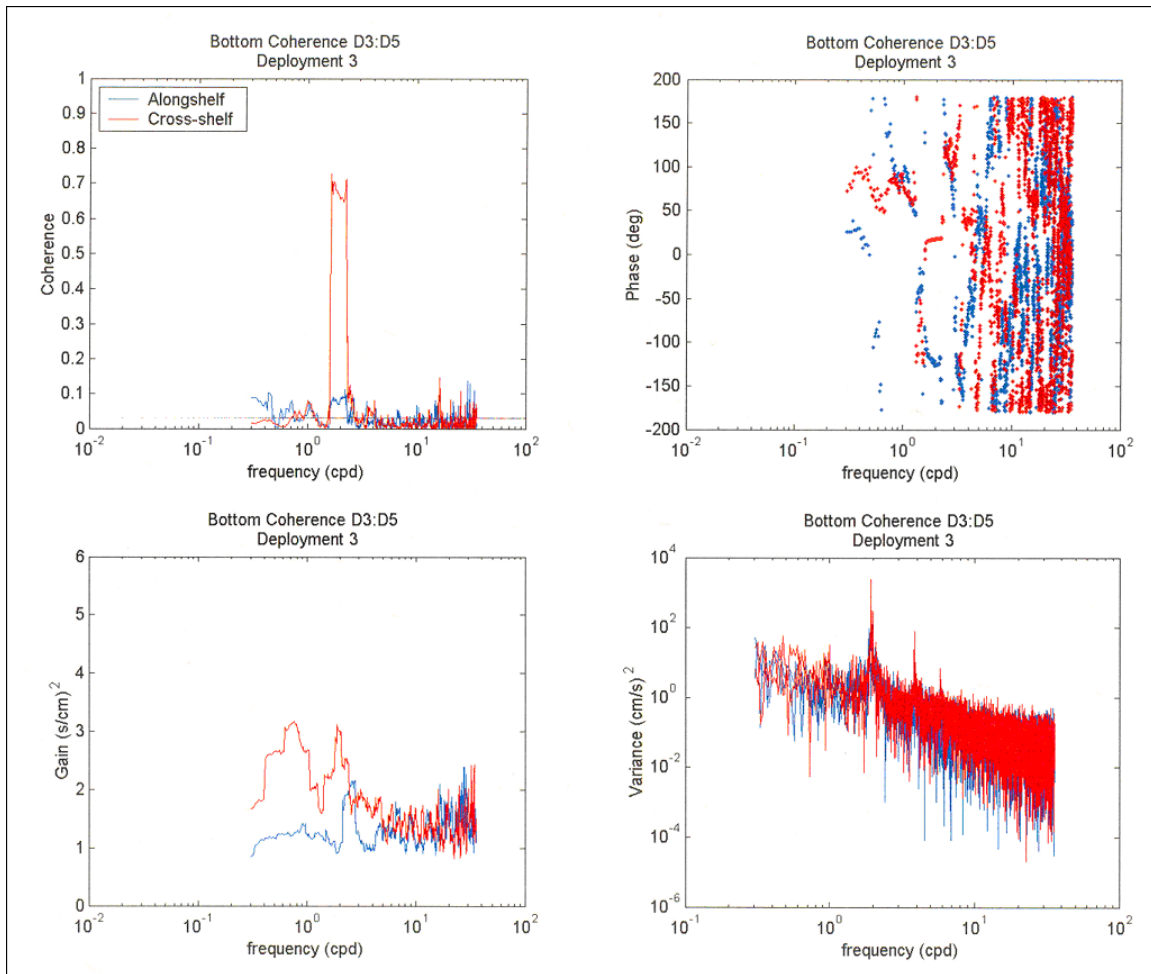 Bottom Coherence D3:D5
Deployment 3
1
0.9
0.8
0.7
0.6
0.5
0.4
0.3
0.2
0.1
0
Coherence
Alongshelf
Cross-shelf
10^-2
10^-1
10^0
10^1
10^2
frequency (cpd)
Bottom Coherence D3:D5
Deployment 3
200
150
100
50
0
-50
-100
-150
-200
Phase (deg)
10^-2
10^-1
10^0
10^1
10^2
frequency (cpd)
Bottom Coherence D3:D5
Deployment 3
6
5
4
3
2
1
0
Gain (s/cm)^2
10^-2
10^-1
10^0
10^1
10^2
frequency (cpd)
Bottom Coherence D3:D5
Deployment 3
10^4
10^2
10^0
10^-2
10^-4
10^-6
Variance (cm/s)^2
10^-1
10^0
10^1
10^2
frequency (cpd)